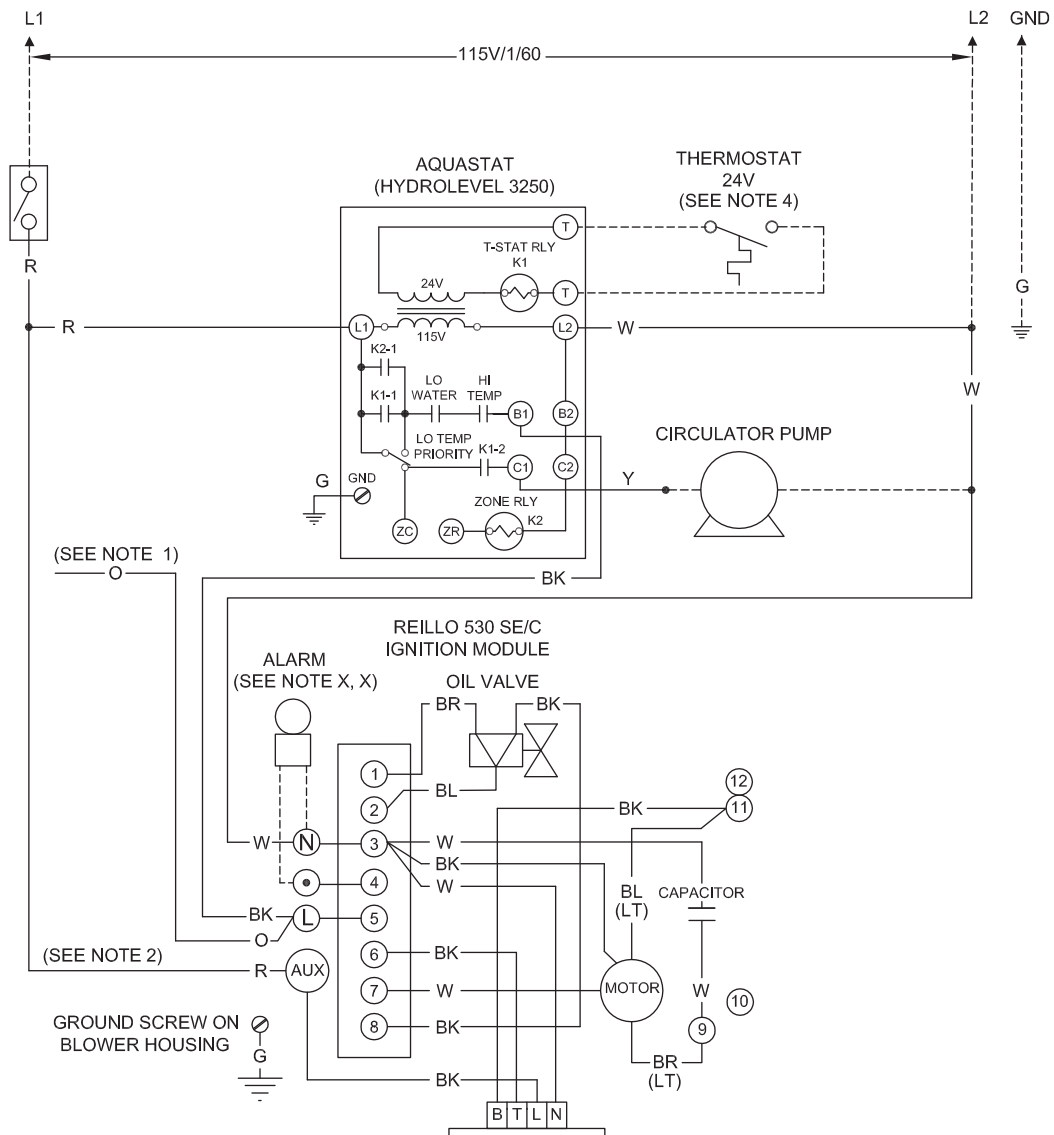 L1
L2
GND
115V/1/60
AQUASTAT
(HYDROLEVEL 3250)
THERMOSTAT
24V
(SEE NOTE 4)
T
T-STAT RLY
K1
24V
T
R
G
R
L1
115V
L2
W
K2-1
W
K1-1
LO
WATER
HI
TEMP
B1
B2
CIRCULATOR PUMP
LO TEMP
PRIORITY
K1-2
C1
C2
G
GND
Y
ZONE RLY
K2
ZC
ZR
(SEE NOTE 1)
O
BK
REILLO 530 SE/C
IGNITION MODULE
ALARM
(SEE NOTE X, X)
OIL VALVE
BR
BK
1
2
BL
12
11
BK
W
N
3
W
BK
W
4
BL
(LT)
CAPACITOR
BK
L
5
O
(SEE NOTE 2)
R
AUX
6
BK
7
W
MOTOR
W
10
8
BK
9
GROUND SCREW ON
BLOWER HOUSING
G
BR
(LT)
BK
B T L N